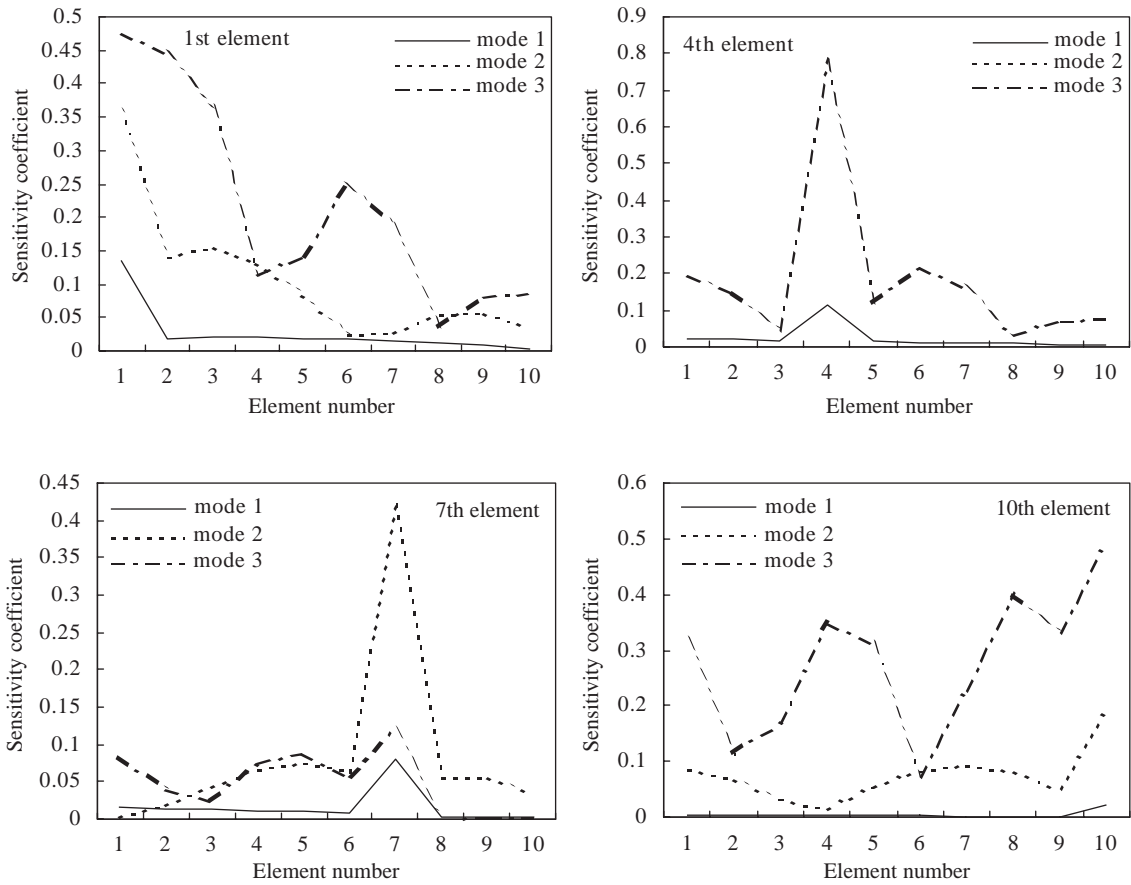 0.5
0.45
0.4
0.35
0.3
0.25
0.2
0.15
0.1
0.05
0
Sensitivity coefficient
1st element
mode 1
mode 2
mode 3
1 2 3 4 5 6 7 8 9 10
Element number
0.9
0.8
0.7
0.6
0.5
0.4
0.3
0.2
0.1
0
Sensitivity coefficient
4th element
mode 1
mode 2
mode 3
1 2 3 4 5 6 7 8 9 10
Element number
0.45
0.4
0.35
0.3
0.25
0.2
0.15
0.1
0.05
0
Sensitivity coefficient
mode 1
mode 2
mode 3
7th element
1 2 3 4 5 6 7 8 9 10
Element number
0.6
0.5
0.4
0.3
0.2
0.1
0
Sensitivity coefficient
mode 1
mode 2
mode 3
10th element
1 2 3 4 5 6 7 8 9 10
Element number